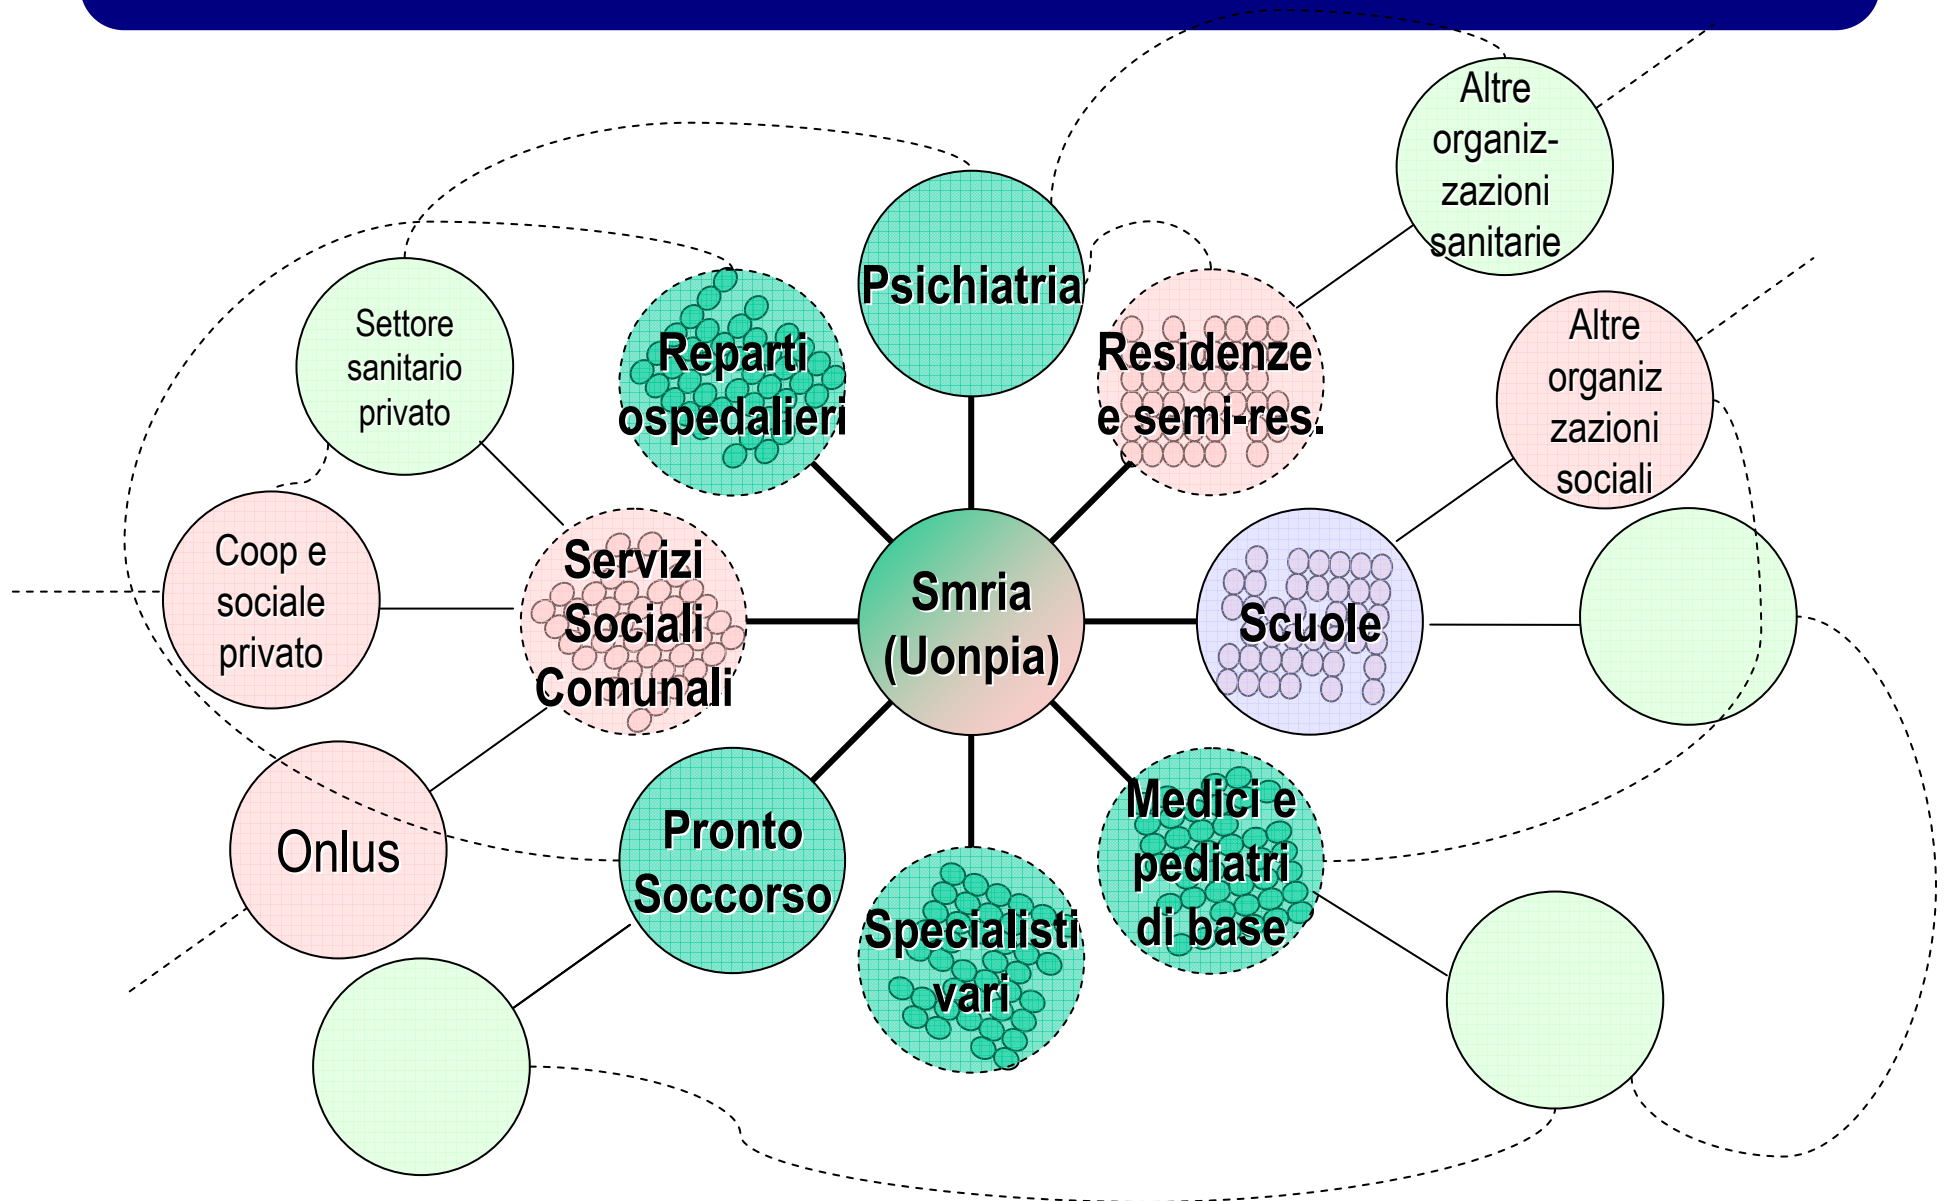 Altre
organiz-
zazioni
sanitarie
Psichiatria
Settore
sanitario
privato
Reparti
ospedalieri
Residenze
e semi-res.
Altre
organiz
zazioni
sociali
Coop e
sociale
privato
Servizi
Sociali
Comunali
Smria
(Uonpia)
Scuole
Onlus
Pronto
Soccorso
Specialisti
vari
Medici e
pediatri
di base